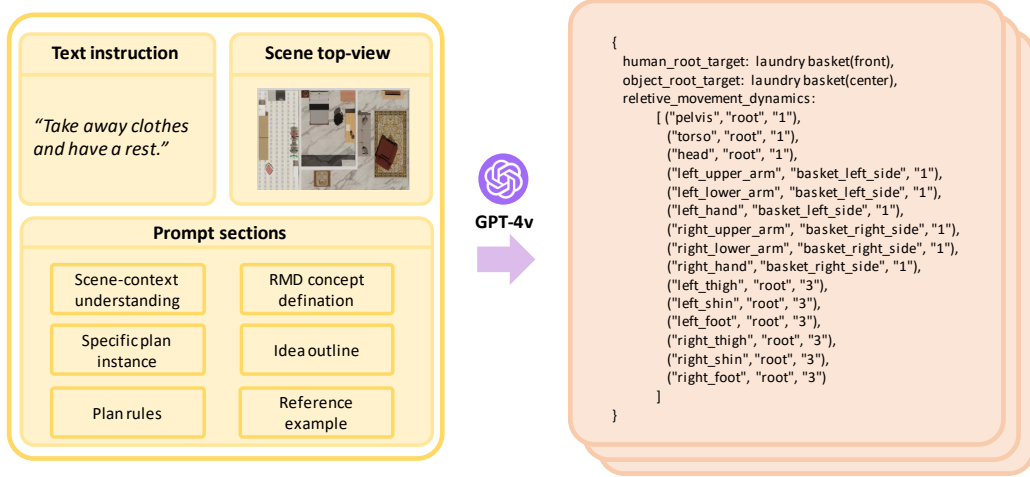 Text instruction
Scene top-view
“Take away clothes
and have a rest.”
Prompt sections
Scene-context
understanding
RMD concept
defination
Specific plan
instance
Idea outline
Plan rules
Reference
example
GPT-4v
{
human_root_target: laundry basket(front),
object_root_target: laundry basket(center),
reletive_movement_dynamics:
[ ("pelvis", "root", "1"),
("torso", "root", "1"),
("head", "root", "1"),
("left_upper_arm", "basket_left_side", "1"),
("left_lower_arm", "basket_left_side", "1"),
("left_hand", "basket_left_side", "1"),
("right_upper_arm", "basket_right_side", "1"),
("right_lower_arm", "basket_right_side", "1"),
("right_hand", "basket_right_side", "1"),
("left_thigh", "root", "3"),
("left_shin", "root", "3"),
("left_foot", "root", "3"),
("right_thigh", "root", "3"),
("right_shin", "root", "3"),
("right_foot", "root", "3")
]
}